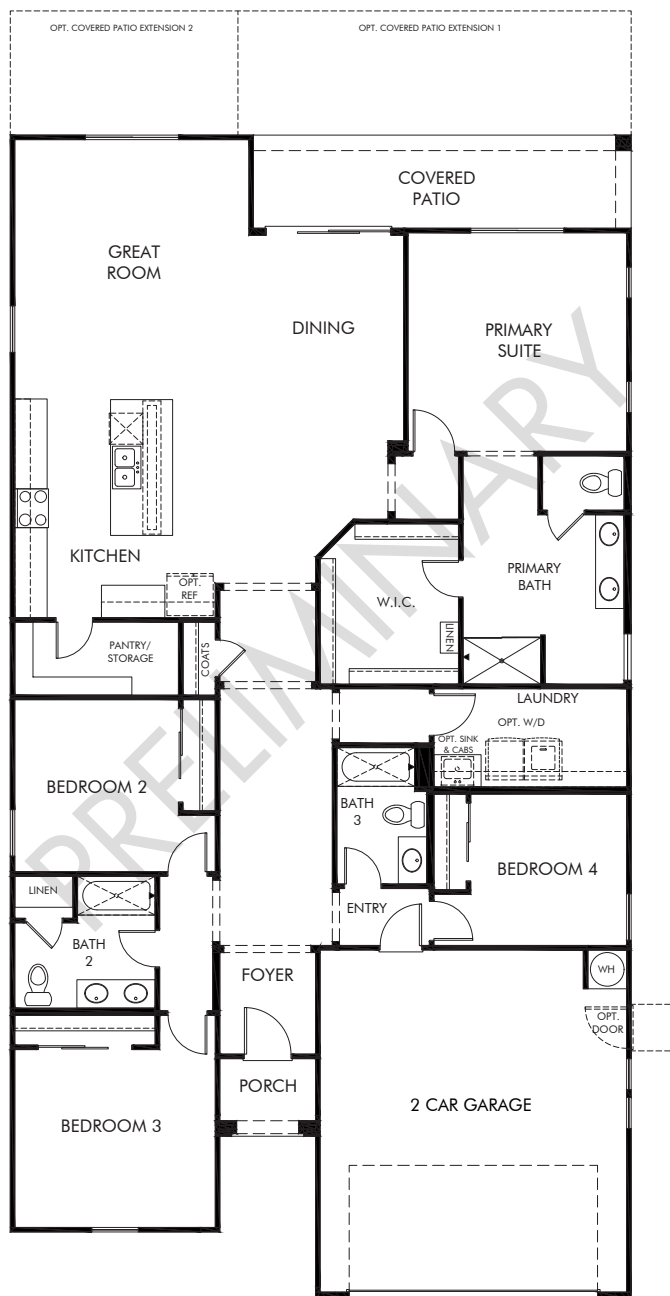 OPT. COVERED PATIO EXTENSION 2
OPT. COVERED PATIO EXTENSION 1
COVERED
PATIO
GREAT
ROOM
DINING
PRIMARY
SUITE
KITCHEN
OPT.
REF
PRIMARY
BATH
W.I.C.
LINEN
PANTRY/
STORAGE
COATS
LAUNDRY
OPT. W/D
OPT. SINK
& CABS
BEDROOM 2
BATH
3
BEDROOM 4
LINEN
ENTRY
BATH
2
FOYER
WH
OPT.
DOOR
PORCH
2 CAR GARAGE
BEDROOM 3
PRELIMINARY